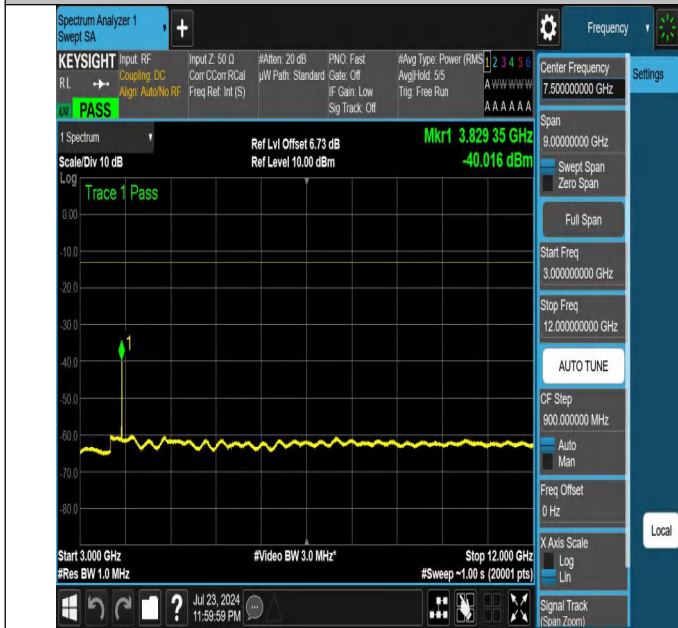 Spectrum Analyzer 1
Swept SA
+
Frequency
KEYSIGHT
RL
PASS
Input: RF
Coupling: DC
Align: Auto/No RF
Input Z: 50 Ω
Corr CCorr RCal
Freq Ref: Int (S)
#Atten: 20 dB
µW Path: Standard
PNO: Fast
Gate: Off
IF Gain: Low
Sig Track: Off
#Avg Type: Power (RMS
Avg|Hold: 5/5
Trig: Free Run
1 2 3 4 5 6
A W W W W W
A A A A A A
1 Spectrum
Scale/Div 10 dB
Ref Lvl Offset 6.73 dB
Ref Level 10.00 dBm
Mkr1 3.829 35 GHz
-40.016 dBm
Log
Trace 1 Pass
0.00
-10.0
-20.0
-30.0
-40.0
-50.0
-60.0
-70.0
-80.0
1
Start 3.000 GHz
#Res BW 1.0 MHz
#Video BW 3.0 MHz*
Stop 12.000 GHz
#Sweep ~1.00 s (20001 pts)
Jul 23, 2024
11:59:59 PM
Center Frequency
7.500000000 GHz
Settings
Span
9.00000000 GHz
Swept Span
Zero Span
Full Span
Start Freq
3.000000000 GHz
Stop Freq
12.000000000 GHz
AUTO TUNE
CF Step
900.000000 MHz
Auto
Man
Freq Offset
0 Hz
Local
X Axis Scale
Log
Lin
Signal Track
(Span Zoom)